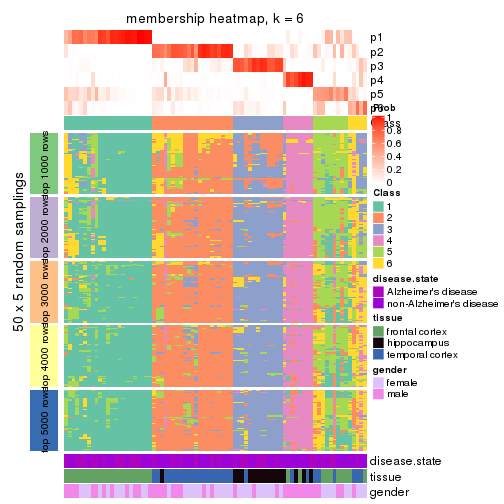 membership heatmap, k = 6
p1
p2
p3
p4
p5
Prob
1
0.8
0.6
0.4
0.2
0
Class
1
2
3
4
5
6
disease.state
Alzheimer's disease
non-Alzheimer's disease
tissue
frontal cortex
hippocampus
temporal cortex
gender
female
male
50 x 5 random samplings
top 1000 rows
top 2000 rows
top 3000 rows
top 4000 rows
top 5000 rows
disease.state
tissue
gender